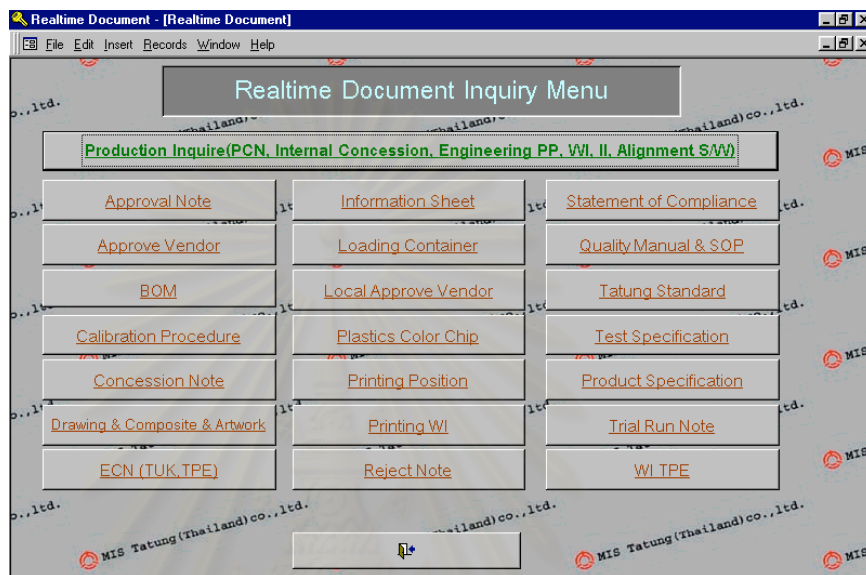 Realtime Document - [Realtime Document]
File Edit Insert Records Window Help
Realtime Document Inquiry Menu
Production Inquire(PCN, Internal Concession, Engineering PP, WI, II, Alignment S/W)
Approval Note Information Sheet Statement of Compliance
Approve Vendor Loading Container Quality Manual & SOP
BOM Local Approve Vendor Tatung Standard
Calibration Procedure Plastics Color Chip Test Specification
Concession Note Printing Position Product Specification
Drawing & Composite & Artwork Printing WI Trial Run Note
ECN (TUK,TPE) Reject Note WI TPE
MIS Tatung(Thailand)co.,ltd.
MIS Tatung(Thailand)co.,ltd.